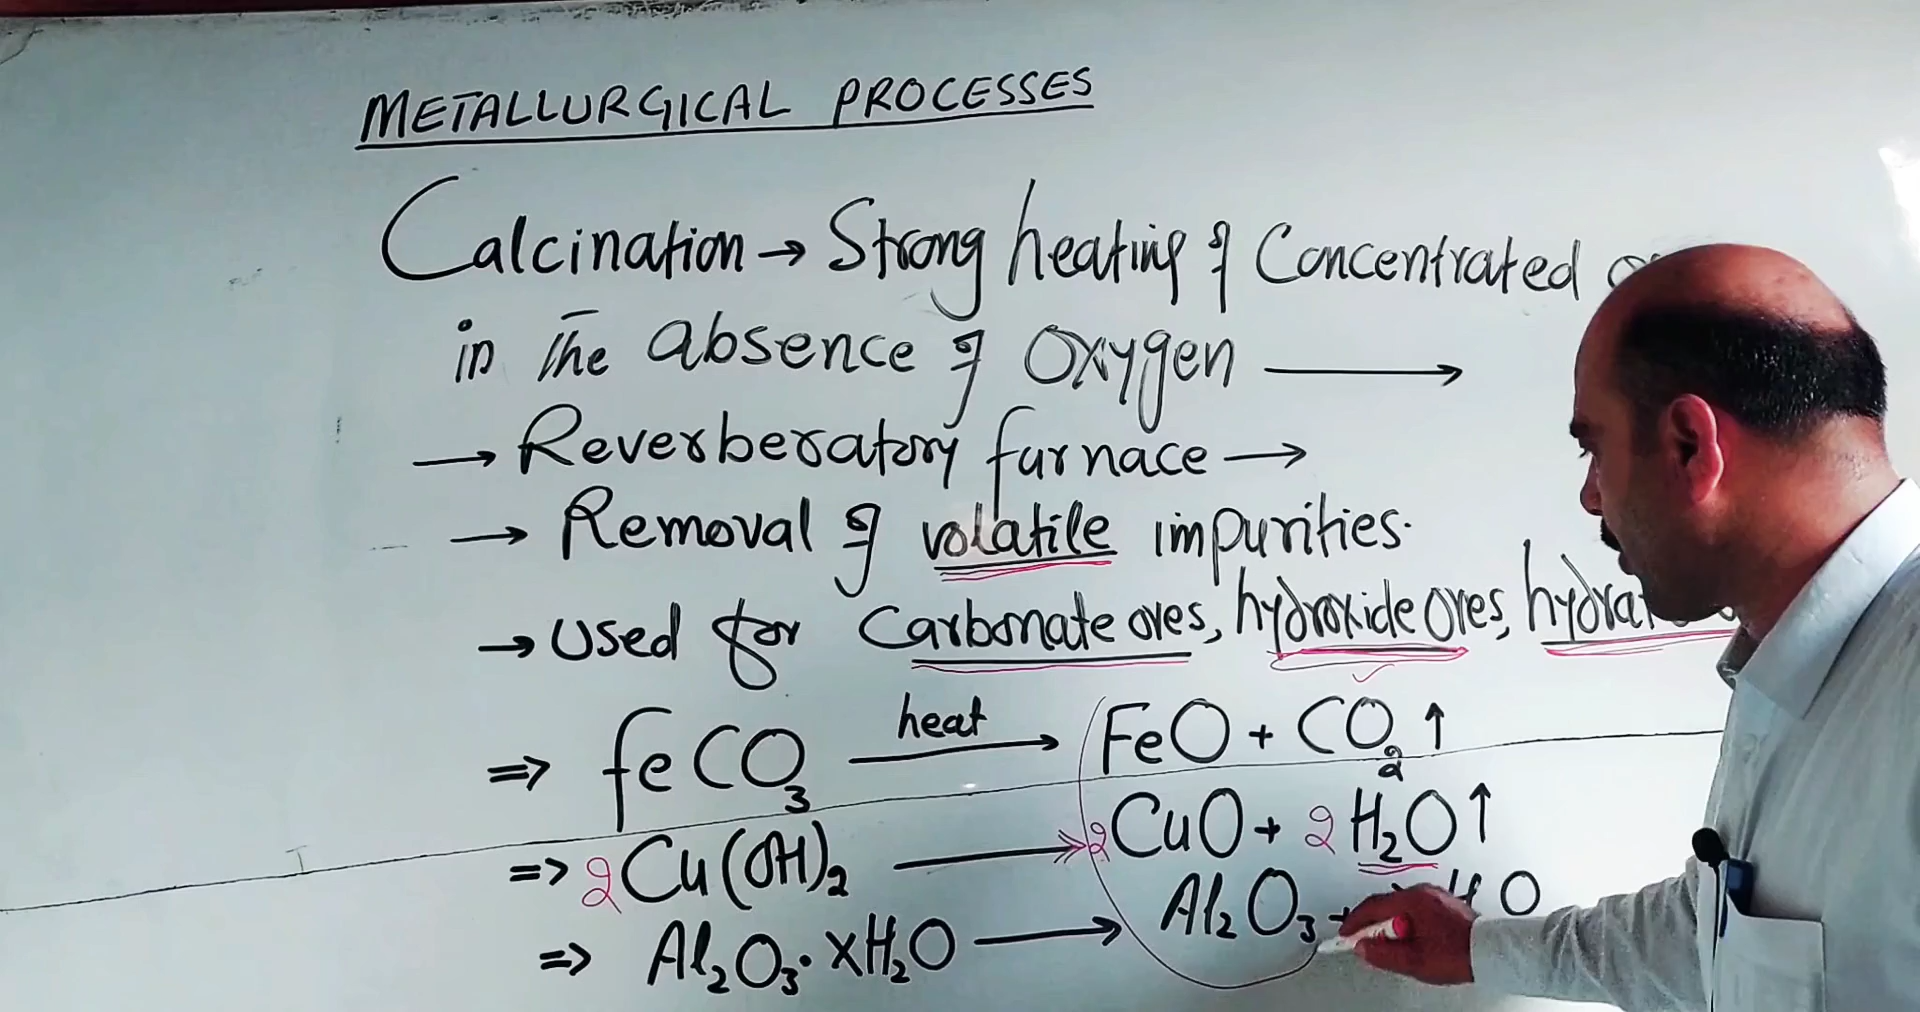 METALLURGICAL PROCESSES
Calcination → Strong heating of Concentrated
in the absence of Oxygen →
→ Reverberatory furnace →
→ Removal of volatile impurities.
→ Used for Carbonate ores, hydroxide Ores,
⇒ FeCO₃ heat → FeO + CO₂ ↑
⇒ 2Cu(OH)₂ → 2CuO + 2H₂O ↑
⇒ Al₂O₃·xH₂O → Al₂O₃ +